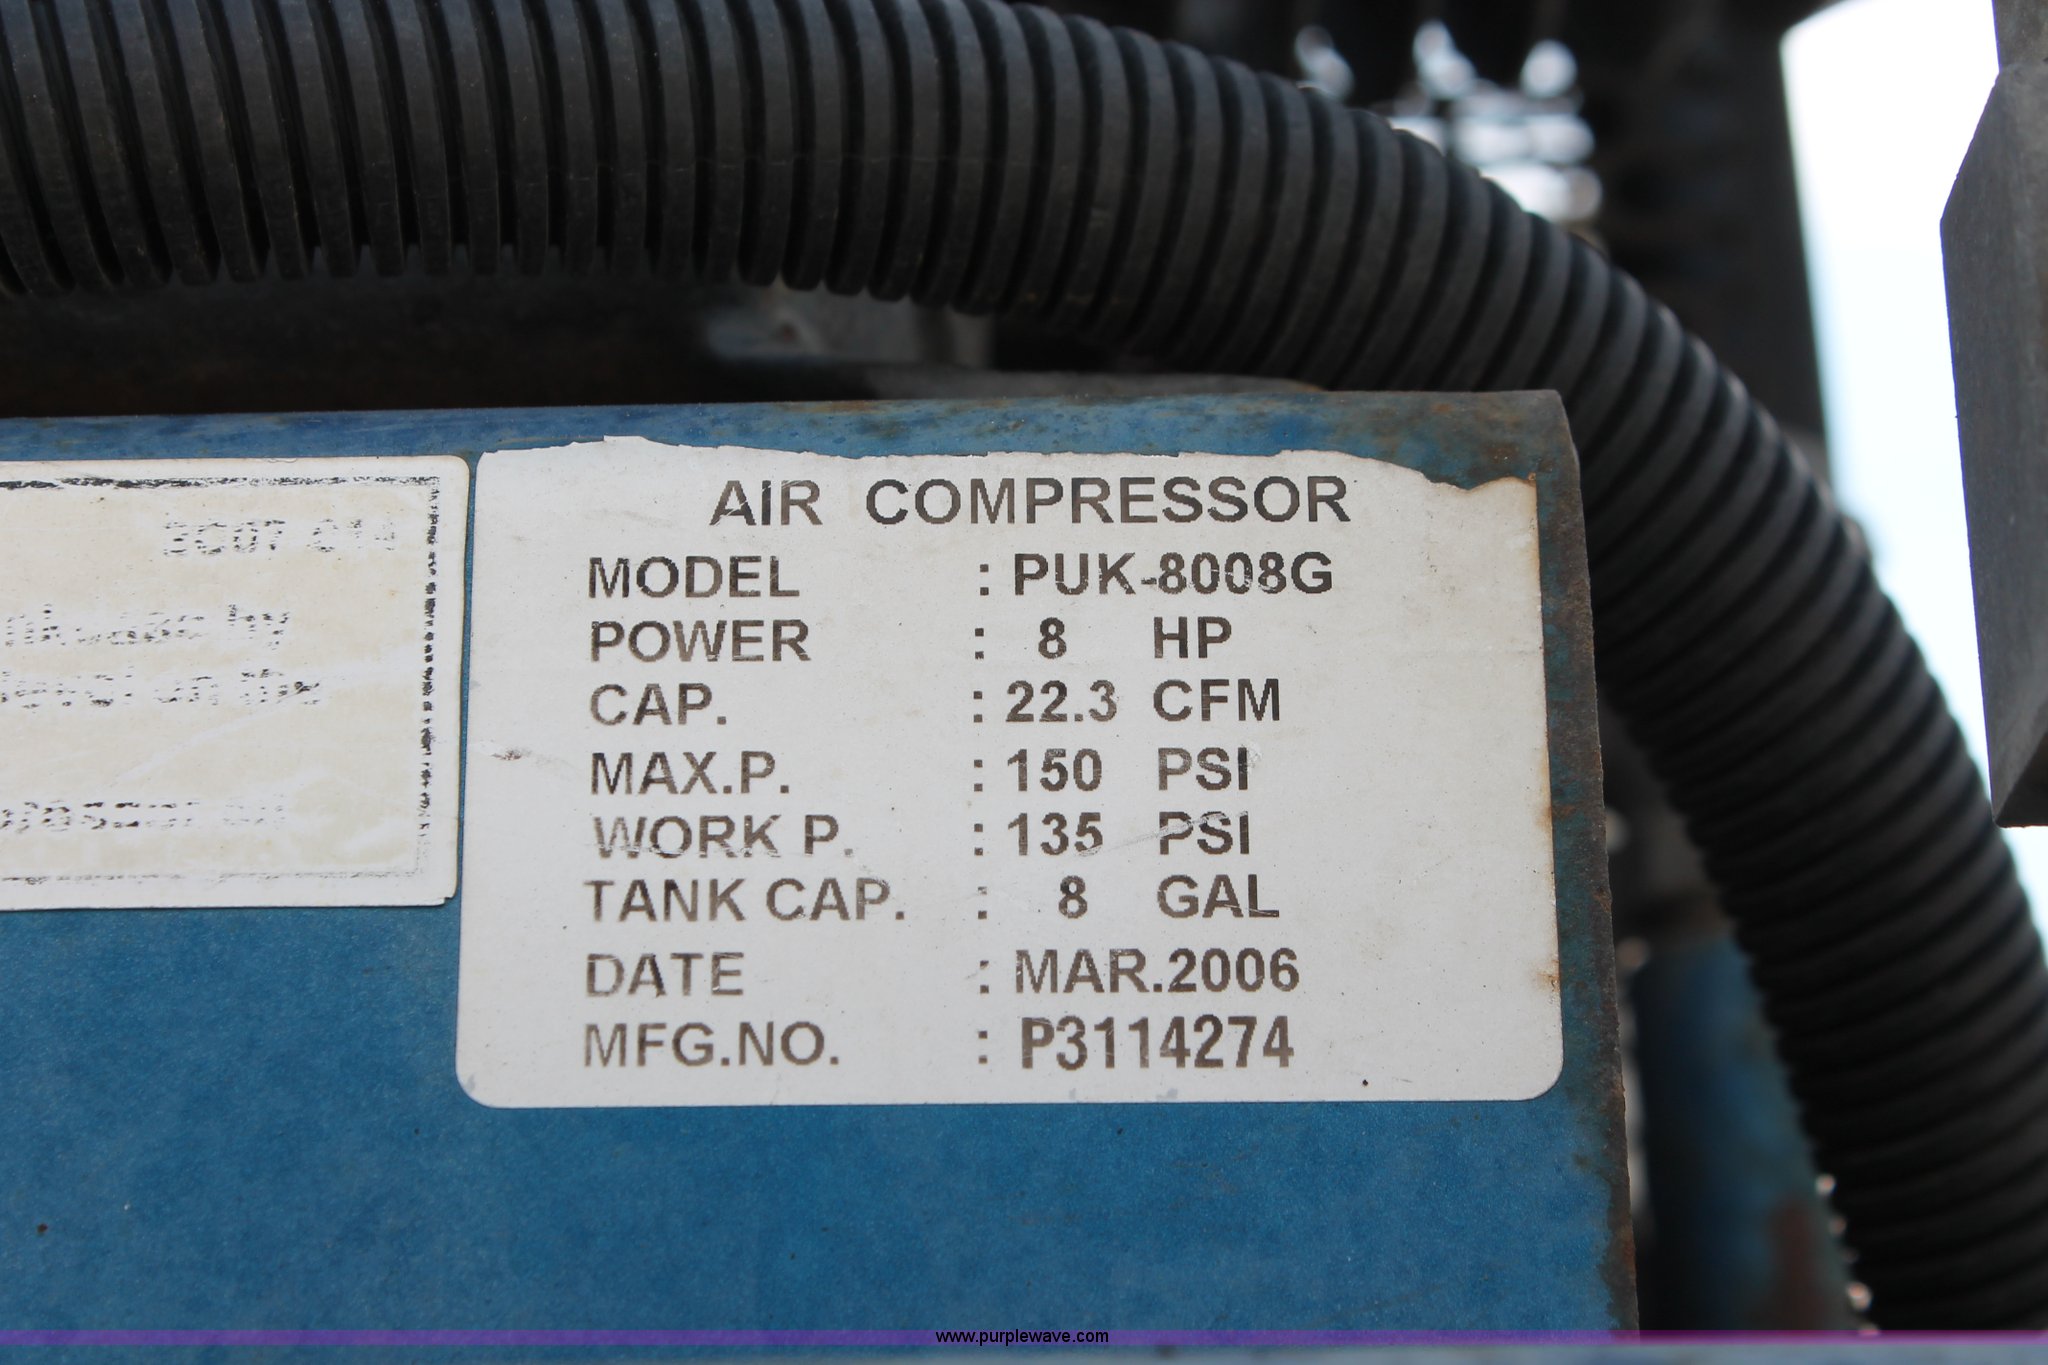 AIR COMPRESSOR
MODEL : PUK-8008G
POWER : 8 HP
CAP. : 22.3 CFM
MAX.P. : 150 PSI
WORK P. : 135 PSI
TANK CAP. : 8 GAL
DATE : MAR.2006
MFG.NO. : P3114274
by
www.purplewave.com